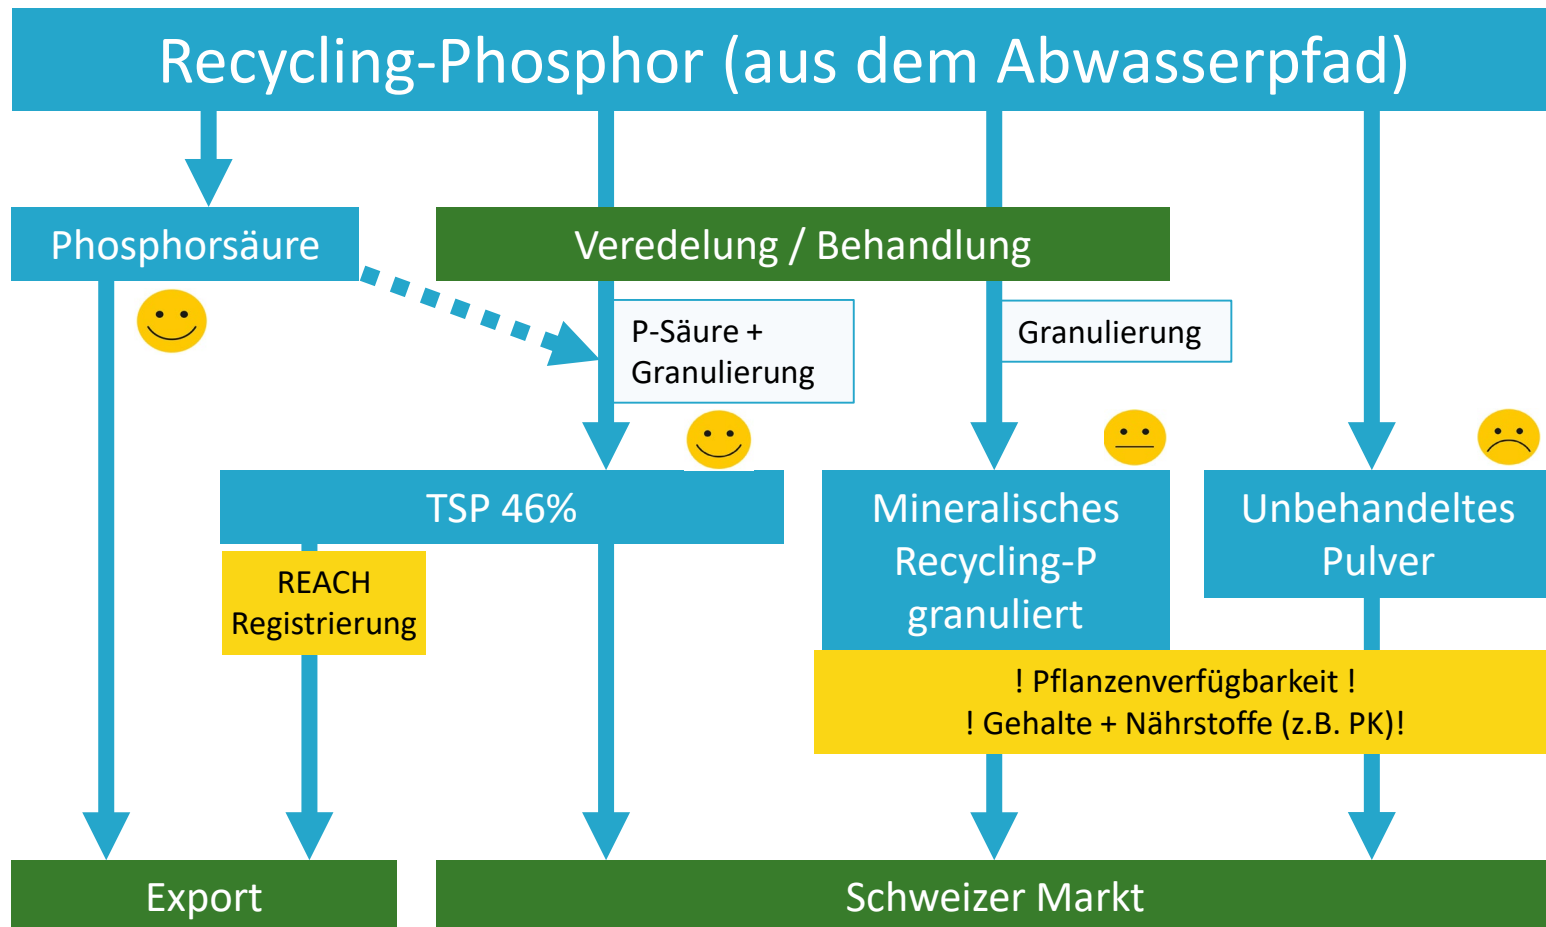 Recycling-Phosphor (aus dem Abwasserpfad)
Phosphorsäure
Veredelung / Behandlung
P-Säure +
Granulierung
Granulierung
TSP 46%
Mineralisches
Recycling-P
granuliert
Unbehandeltes
Pulver
REACH
Registrierung
! Pflanzenverfügbarkeit !
! Gehalte + Nährstoffe (z.B. PK)!
Export
Schweizer Markt